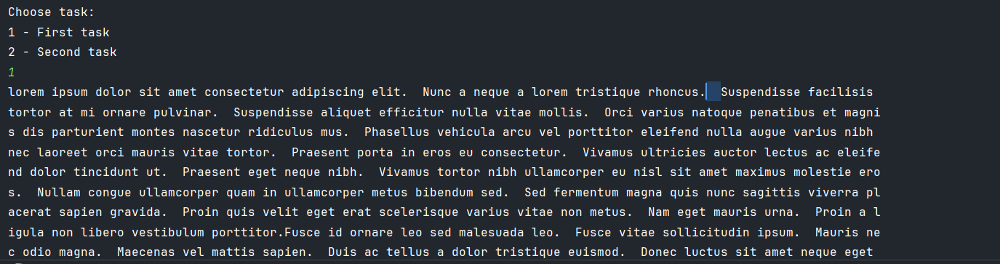 Choose task:
1 - First task
2 - Second task
1
lorem ipsum dolor sit amet consectetur adipiscing elit.  Nunc a neque a lorem tristique rhoncus.  Suspendisse facilisis
tortor at mi ornare pulvinar.  Suspendisse aliquet efficitur nulla vitae mollis.  Orci varius natoque penatibus et magni
s dis parturient montes nascetur ridiculus mus.  Phasellus vehicula arcu vel porttitor eleifend nulla augue varius nibh
nec laoreet orci mauris vitae tortor.  Praesent porta in eros eu consectetur.  Vivamus ultricies auctor lectus ac eleife
nd dolor tincidunt ut.  Praesent eget neque nibh.  Vivamus tortor nibh ullamcorper eu nisl sit amet maximus molestie ero
s.  Nullam congue ullamcorper quam in ullamcorper metus bibendum sed.  Sed fermentum magna quis nunc sagittis viverra pl
acerat sapien gravida.  Proin quis velit eget erat scelerisque varius vitae non metus.  Nam eget mauris urna.  Proin a l
igula non libero vestibulum porttitor.Fusce id ornare leo sed malesuada leo.  Fusce vitae sollicitudin ipsum.  Mauris ne
c odio magna.  Maecenas vel mattis sapien.  Duis ac tellus a dolor tristique euismod.  Donec luctus sit amet neque eget